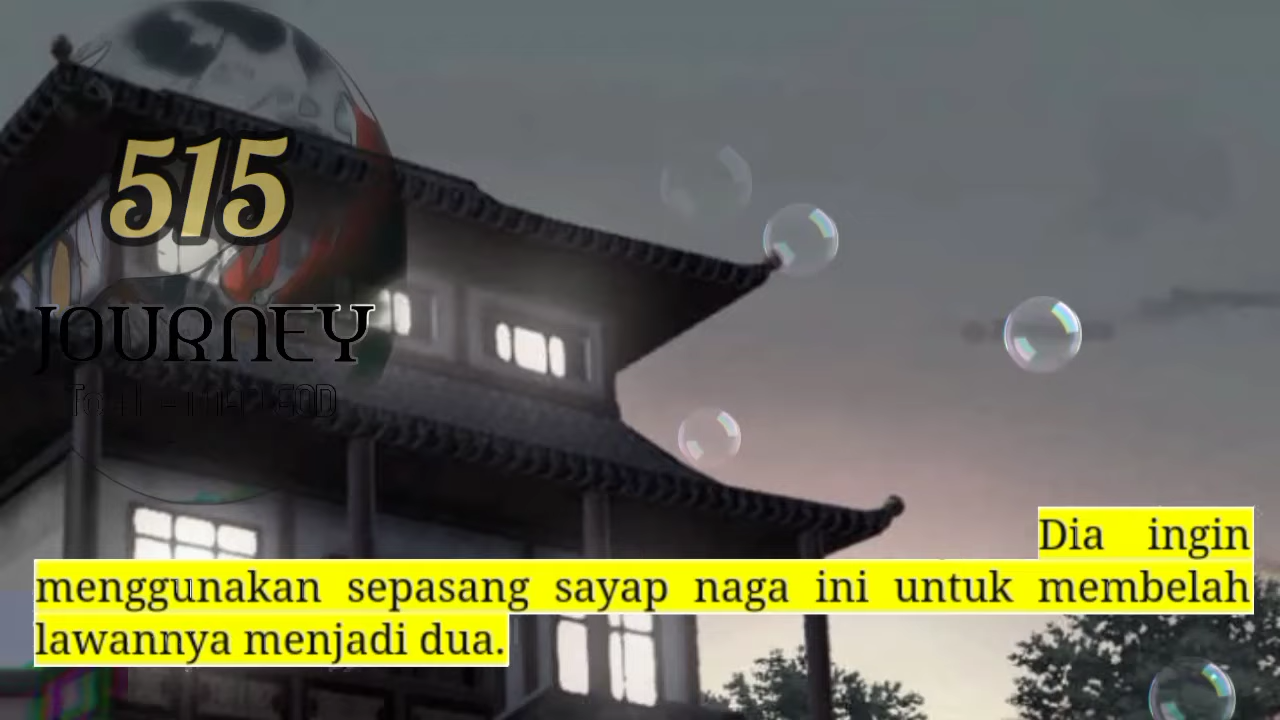 515
JOURNEY
Dia ingin
menggunakan sepasang sayap naga ini untuk membelah
lawannya menjadi dua.